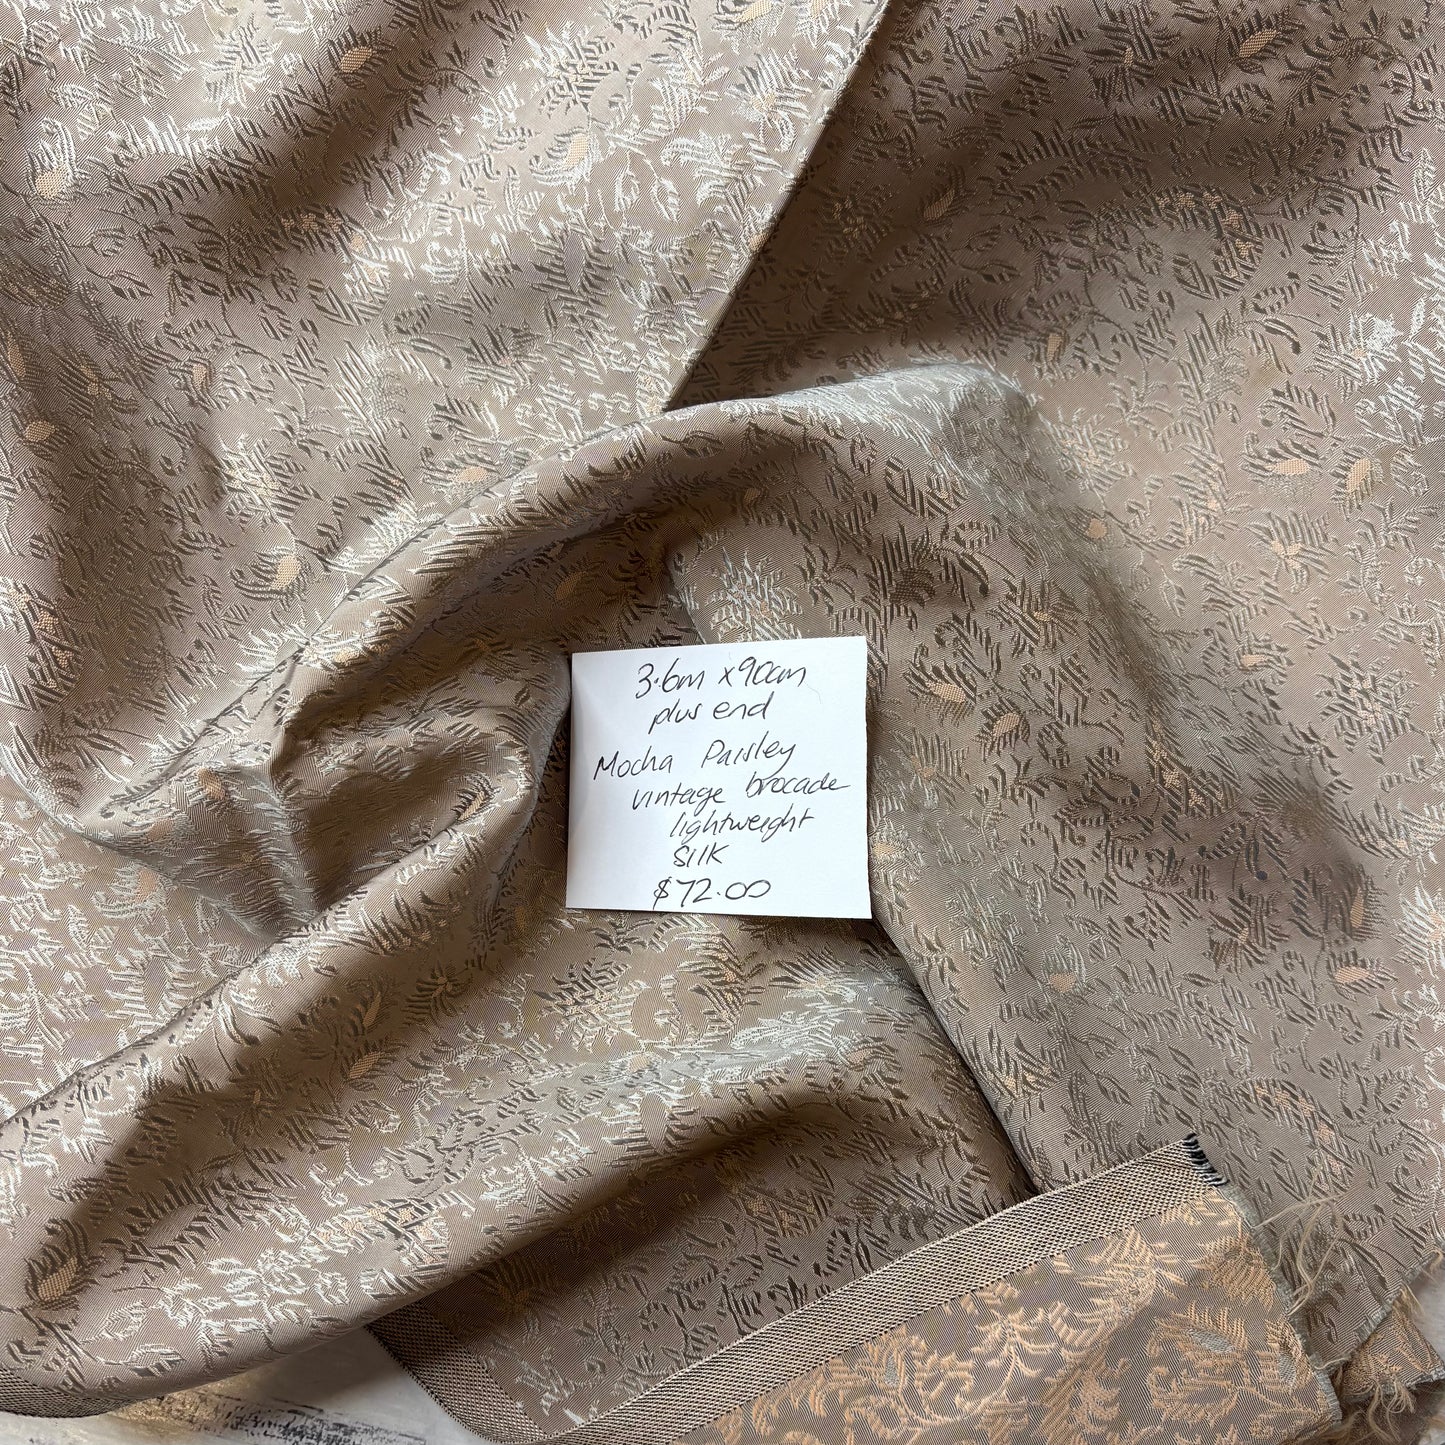 3.6m x 90cm
plus end
Mocha Paisley
vintage brocade
lightweight
silk
$72.00